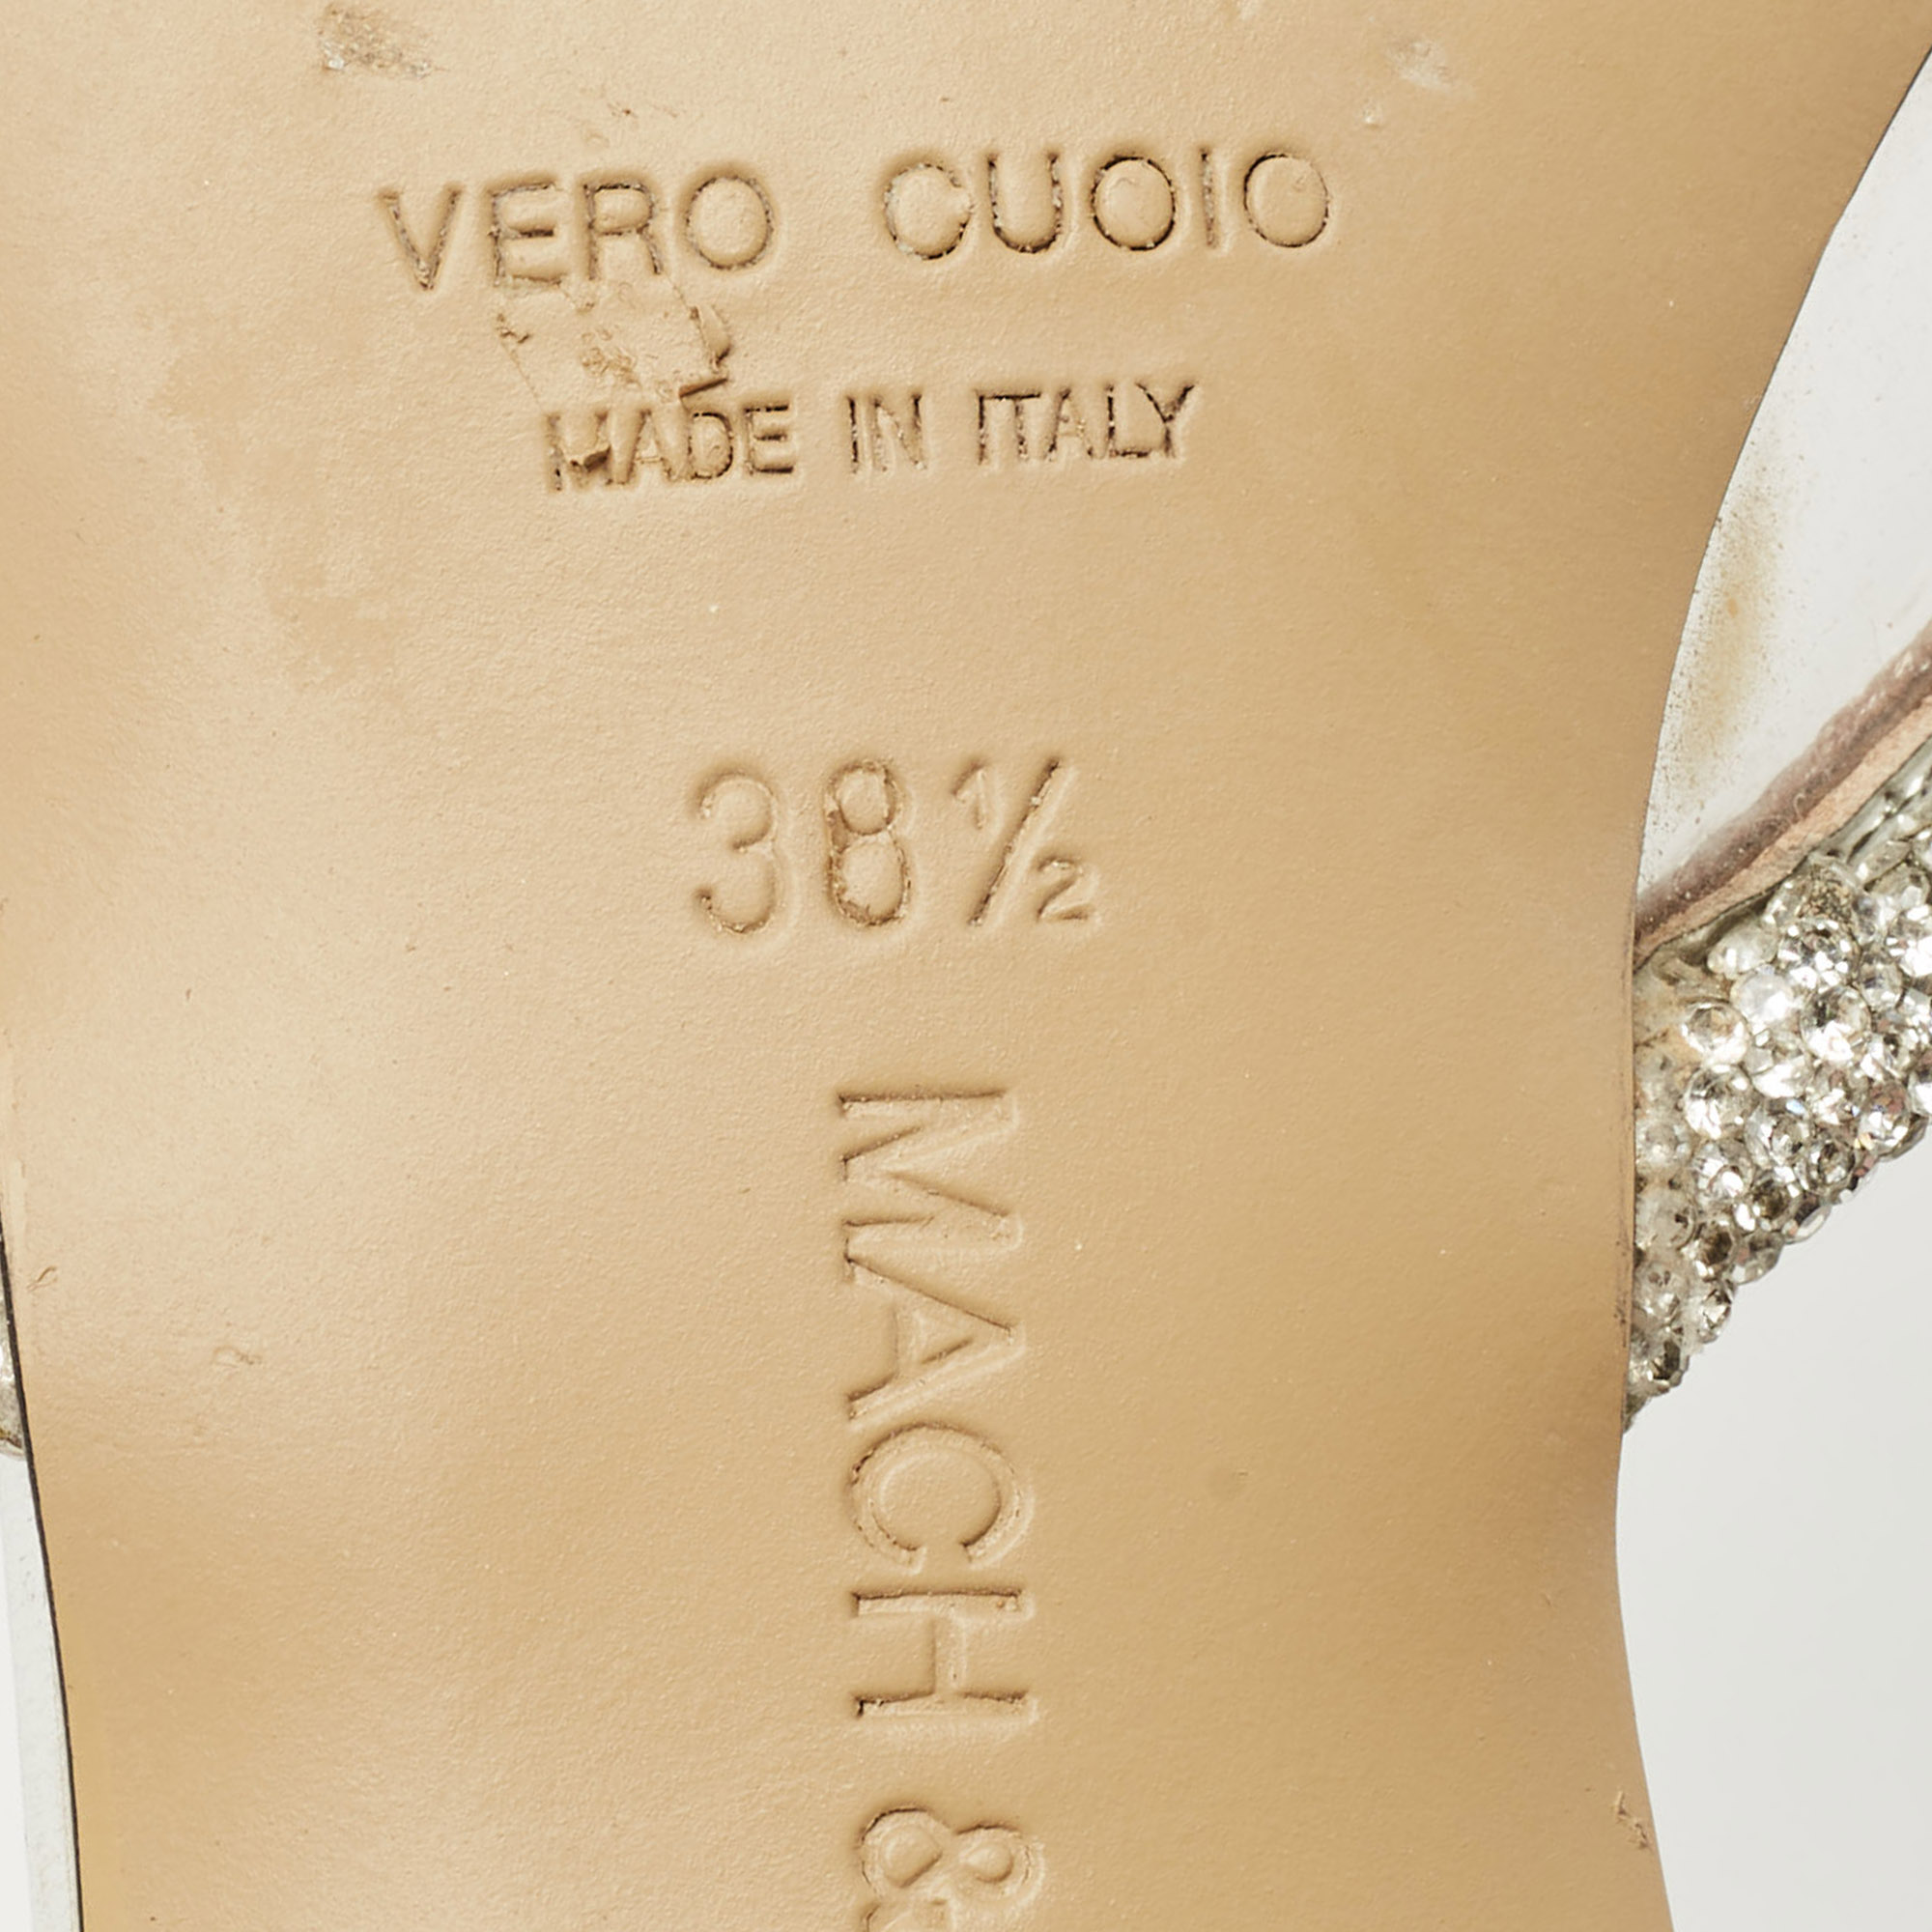 VERO CUOIO
MADE IN ITALY
38½
MACH &